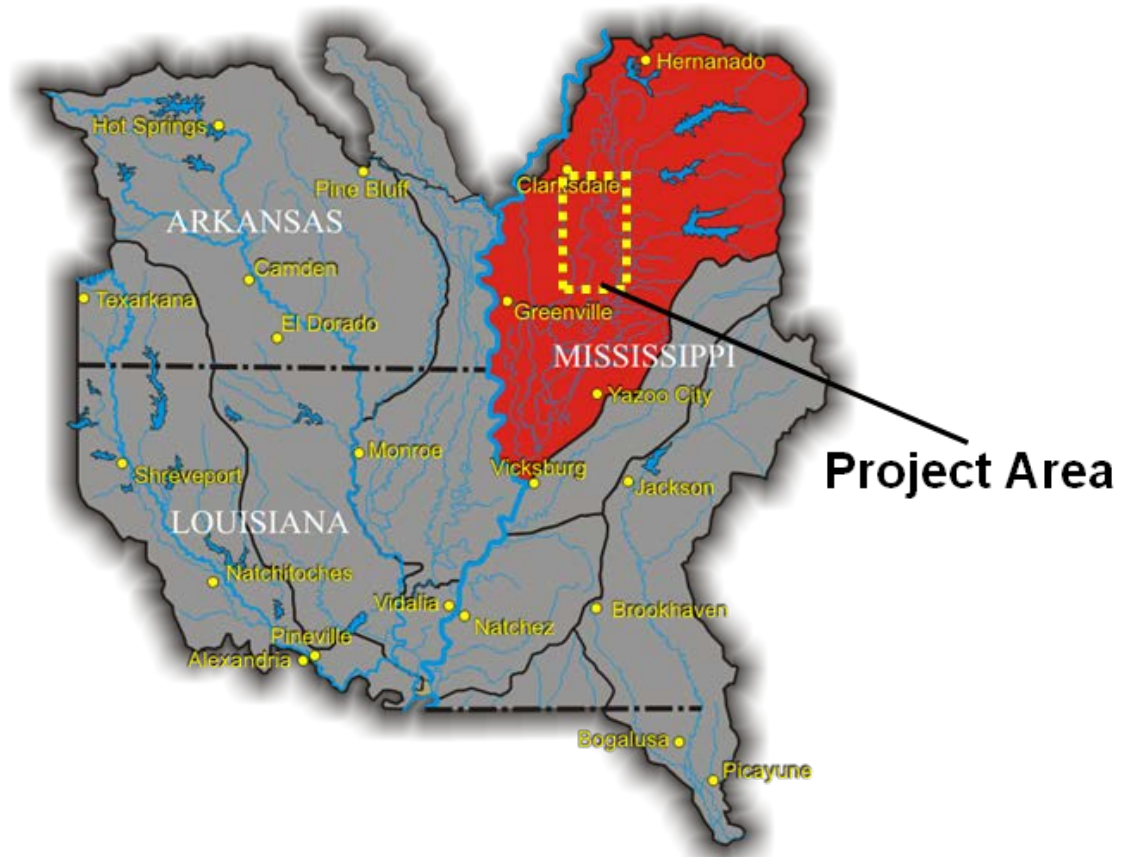 Hernanado
Hot Springs
Pine Bluff
Clarksdale
ARKANSAS
Camden
Texarkana
Greenville
El Dorado
MISSISSIPPI
Yazoo City
Monroe
Vicksburg
Project Area
Shreveport
Jackson
LOUISIANA
Natchitoches
Vidalia
Brookhaven
Natchez
Pineville
Alexandria
Bogalusa
Picayune